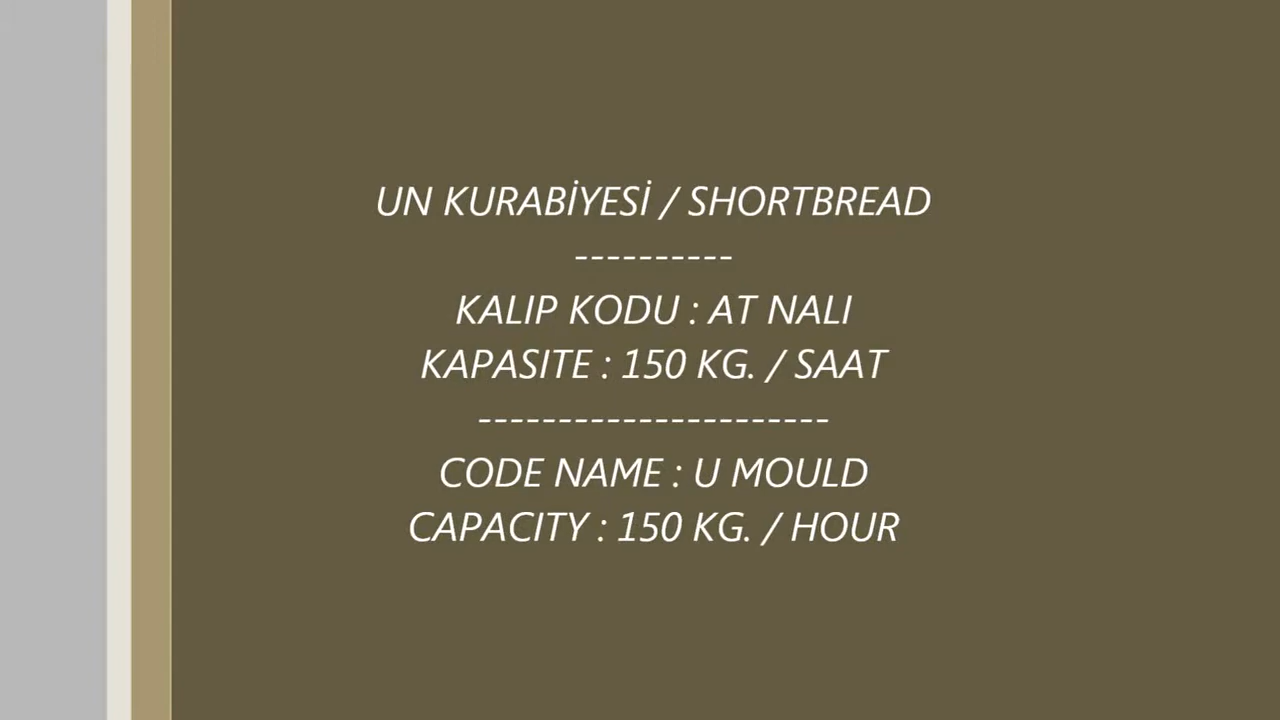 UN KURABİYESİ / SHORTBREAD
----------
KALIP KODU : AT NALI
KAPASITE : 150 KG. / SAAT
----------------------
CODE NAME : U MOULD
CAPACITY : 150 KG. / HOUR